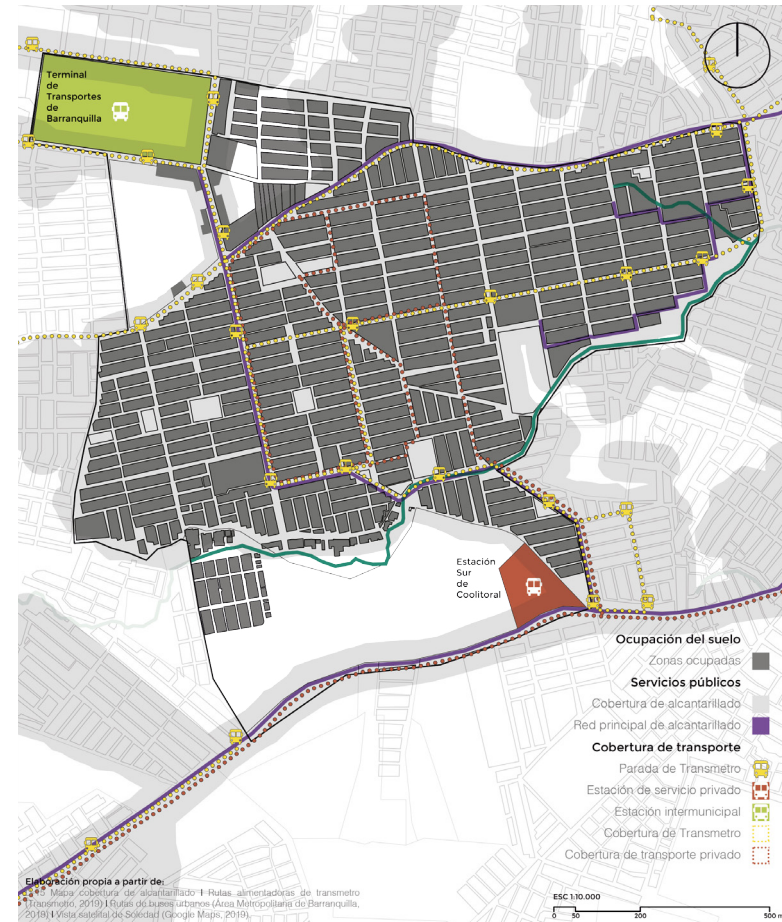 Terminal
de
Transportes
de
Barranquilla
Estación
Sur
de
Coolitoral
Ocupación del suelo
Zonas ocupadas
Servicios públicos
Cobertura de alcantarillado
Red principal de alcantarillado
Cobertura de transporte
Parada de Transmetro
Estación de servicio privado
Estación intermunicipal
Cobertura de Transmetro
Cobertura de transporte privado
Elaboración propia a partir de:
Mapa cobertura de alcantarillado I Rutas alimentadoras de transmetro
(Transmetro, 2019) I Rutas de buses urbanos (Área Metropolitana de Barranquilla,
2019) I Vista satelital de Soledad (Google Maps, 2019)
ESC 1:10.000
0 50 200 500 m